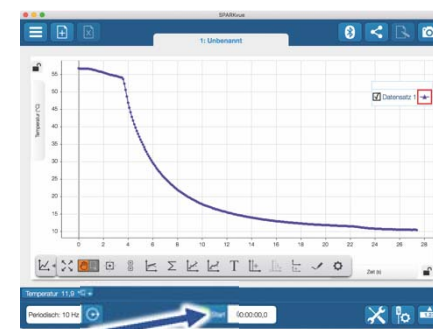 SPARKvue
1: Unbenannt
Datensatz 1
Temperatur (°C)
55
50
45
40
35
30
25
20
15
10
0 2 4 6 8 10 12 14 16 18 20 22 24 26 28
Σ T
Zeit (s)
Temperatur 11,9 °C
Periodisch: 10 Hz
Start
00:00:00,0